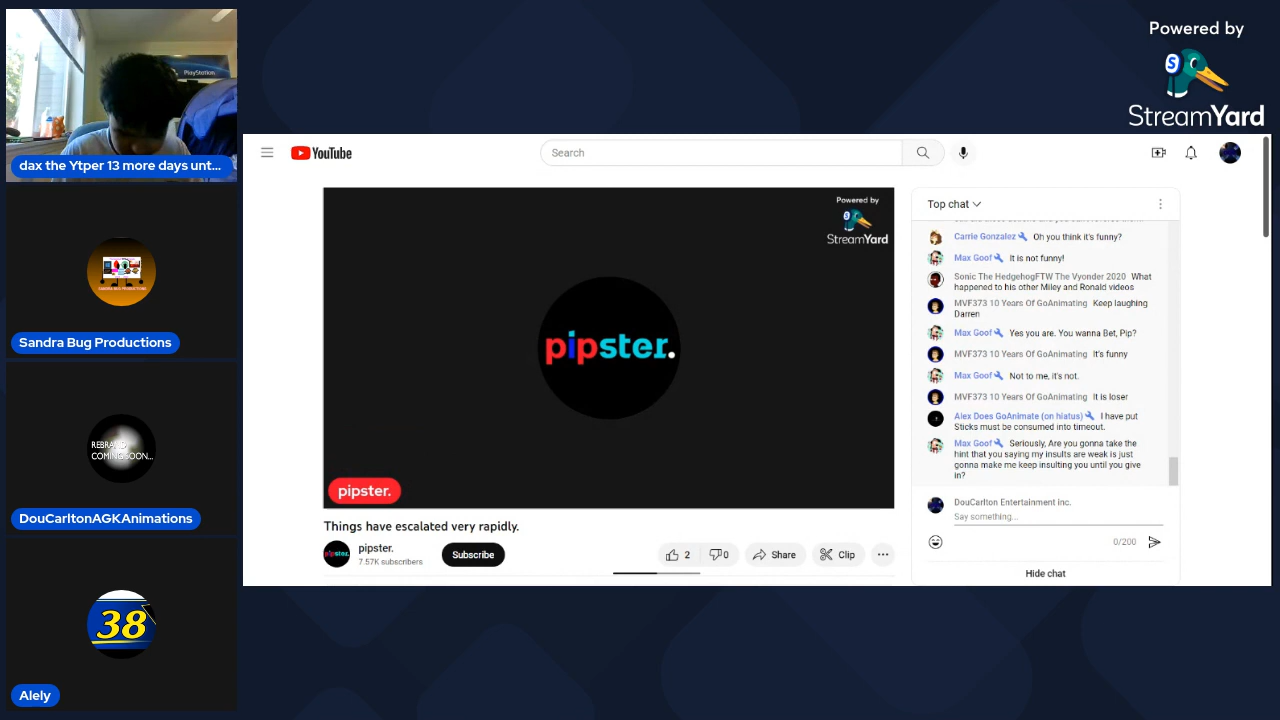 Powered by
StreamYard
PlayStation
dax the Ytper 13 more days unt...
Sandra Bug Productions
REBRAND
COMING SOON...
DouCarltonAGKAnimations
38
Alely
YouTube
Search
Powered by
StreamYard
pipster.
pipster.
Things have escalated very rapidly.
pipster.
7.57K subscribers
Subscribe
2
0
Share
Clip
Top chat
Carrie Gonzalez Oh you think it's funny?
Max Goof It is not funny!
Sonic The HedgehogFTW The Vyonder 2020 What
happened to his other Miley and Ronald videos
MVF373 10 Years Of GoAnimating Keep laughing
Darren
Max Goof Yes you are. You wanna Bet, Pip?
MVF373 10 Years Of GoAnimating It's funny
Max Goof Not to me, it's not.
MVF373 10 Years Of GoAnimating It is loser
Alex Does GoAnimate (on hiatus) I have put
Sticks must be consumed into timeout.
Max Goof Seriously, Are you gonna take the
hint that you saying my insults are weak is just
gonna make me keep insulting you until you give
in?
DouCarlton Entertainment inc.
Say something...
0/200
Hide chat